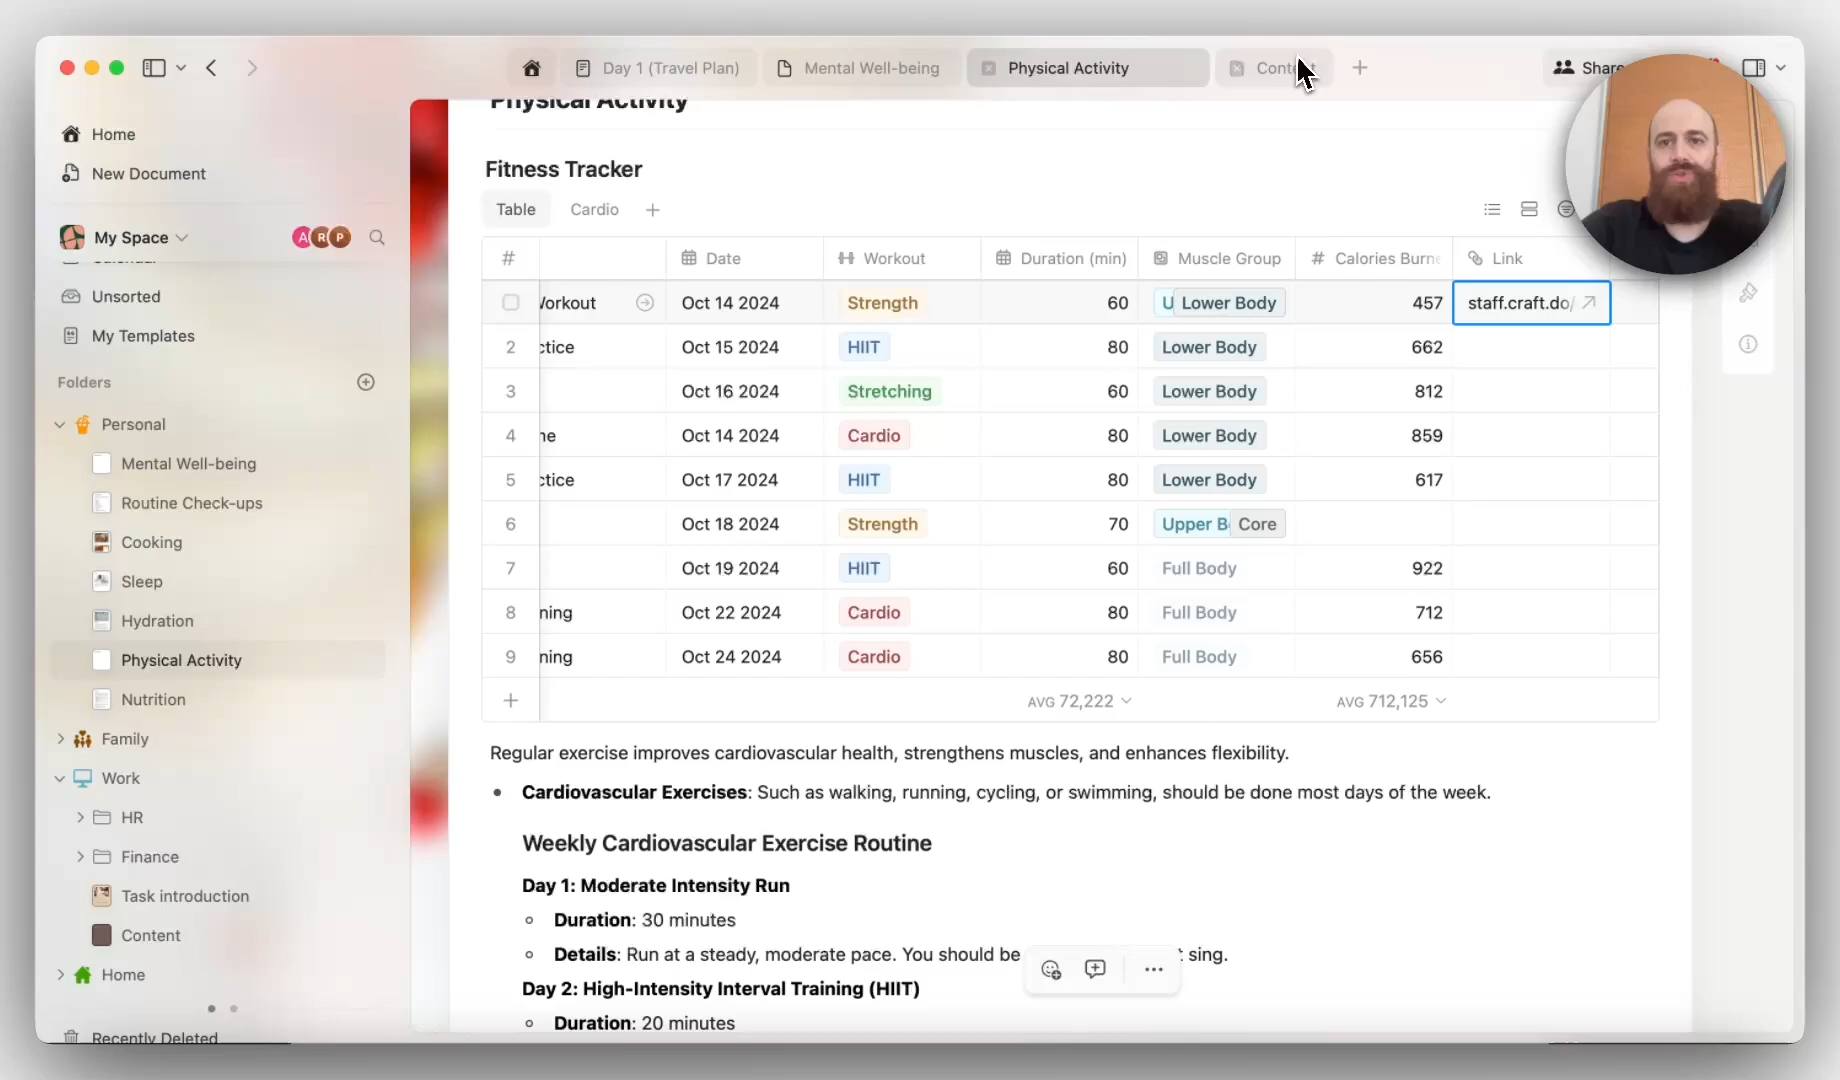 Day 1 (Travel Plan)
Mental Well-being
Physical Activity
Share
Home
New Document
My Space
A R P
Unsorted
My Templates
Folders
Personal
Mental Well-being
Routine Check-ups
Cooking
Sleep
Hydration
Physical Activity
Nutrition
Family
Work
HR
Finance
Task introduction
Content
Home
Recently Deleted
Physical Activity
Fitness Tracker
Table Cardio
# Date Workout Duration (min) Muscle Group # Calories Burne Link
Workout Oct 14 2024 Strength 60 U Lower Body 457 staff.craft.do/
2 ctice Oct 15 2024 HIIT 80 Lower Body 662
3 Oct 16 2024 Stretching 60 Lower Body 812
4 ne Oct 14 2024 Cardio 80 Lower Body 859
5 ctice Oct 17 2024 HIIT 80 Lower Body 617
6 Oct 18 2024 Strength 70 Upper B Core
7 Oct 19 2024 HIIT 60 Full Body 922
8 ning Oct 22 2024 Cardio 80 Full Body 712
9 ning Oct 24 2024 Cardio 80 Full Body 656
AVG 72,222 AVG 712,125
Regular exercise improves cardiovascular health, strengthens muscles, and enhances flexibility.
Cardiovascular Exercises: Such as walking, running, cycling, or swimming, should be done most days of the week.
Weekly Cardiovascular Exercise Routine
Day 1: Moderate Intensity Run
Duration: 30 minutes
Details: Run at a steady, moderate pace. You should be t sing.
Day 2: High-Intensity Interval Training (HIIT)
Duration: 20 minutes